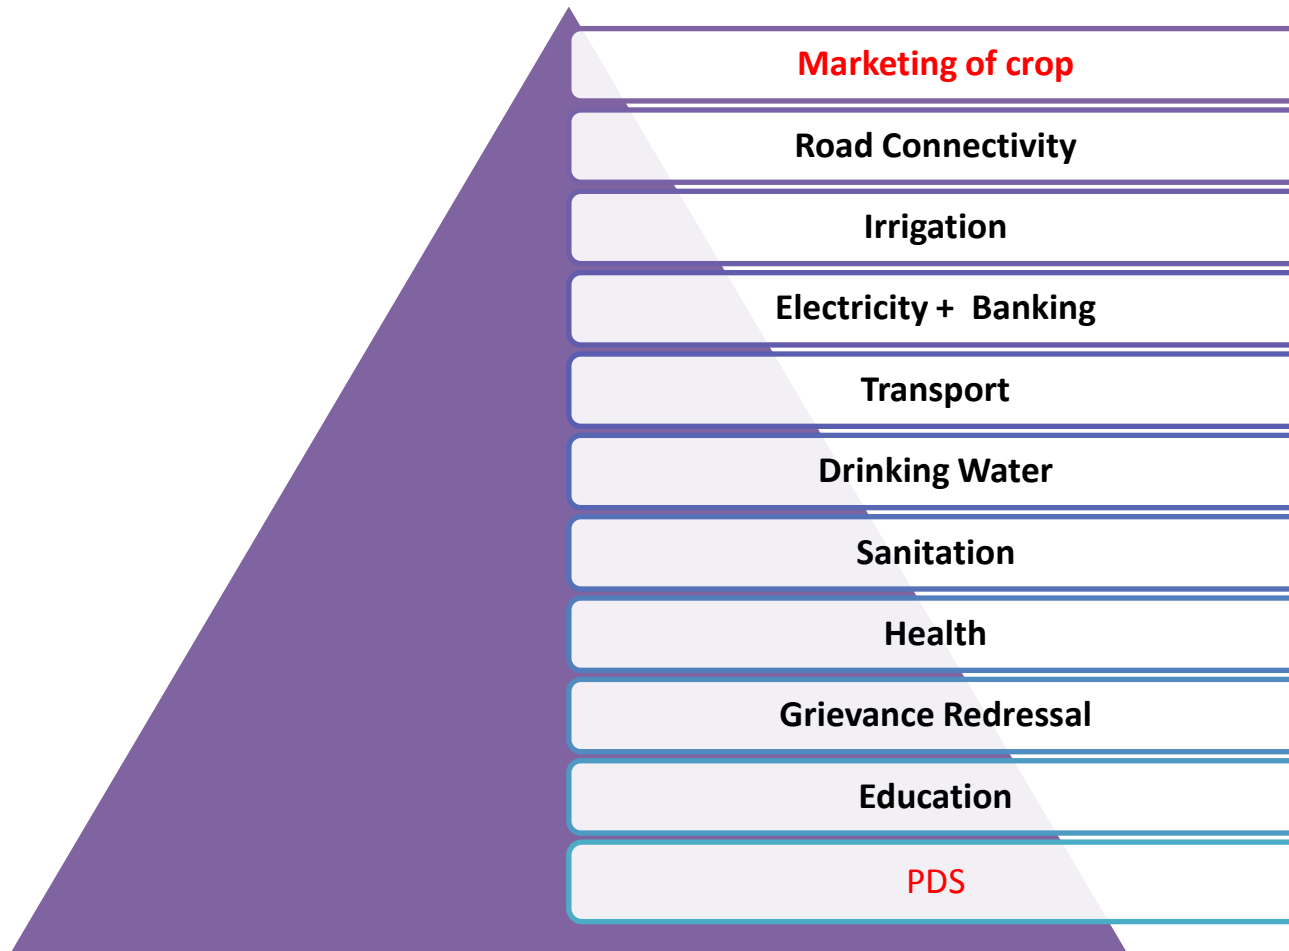 Marketing of crop
Road Connectivity
Irrigation
Electricity +  Banking
Transport
Drinking Water
Sanitation
Health
Grievance Redressal
Education
PDS